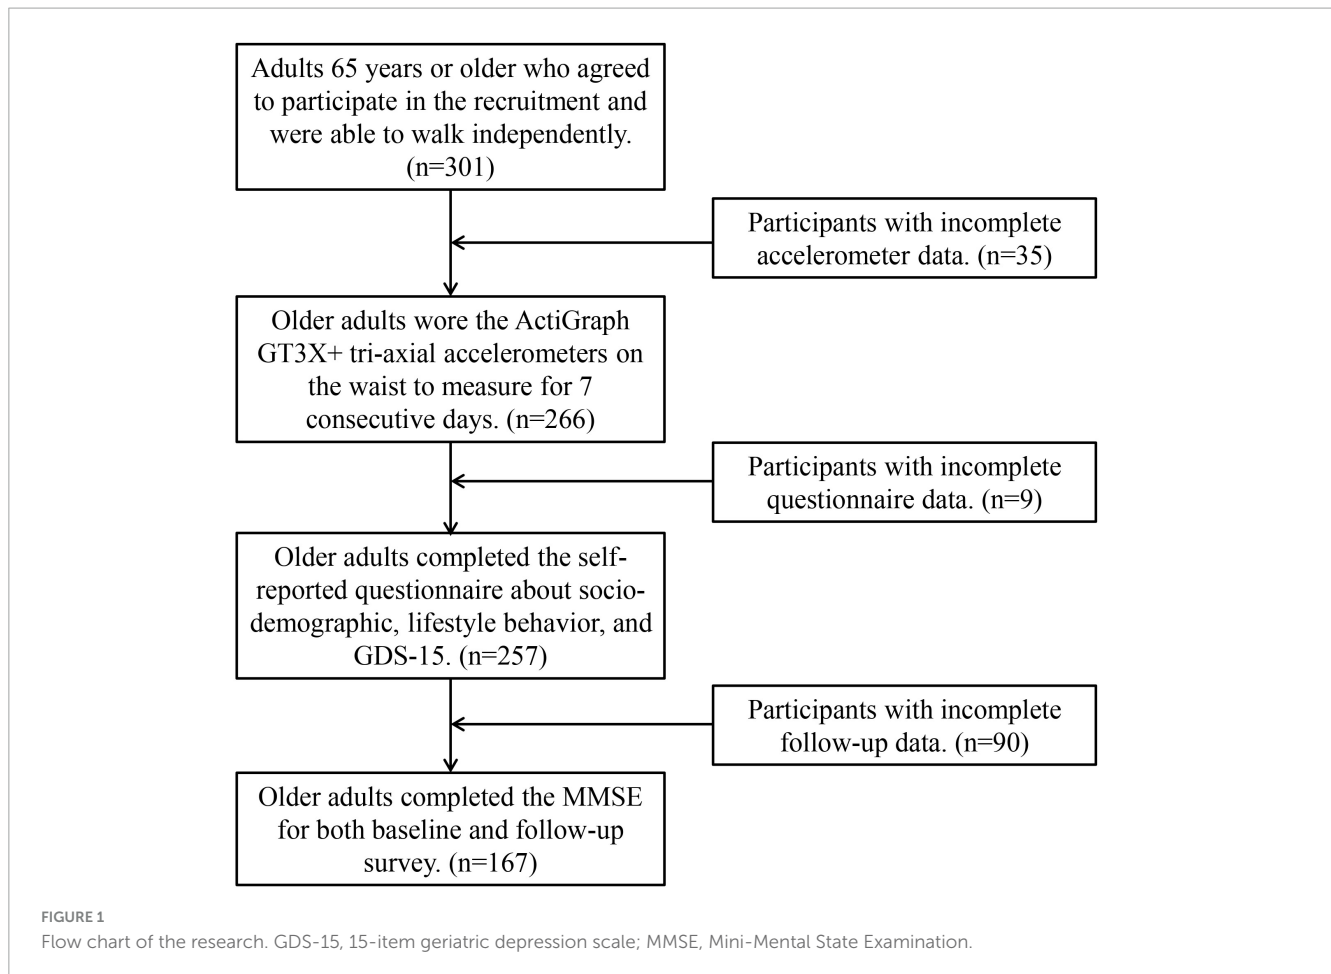 Adults 65 years or older who agreed
to participate in the recruitment and
were able to walk independently.
(n=301)
Participants with incomplete
accelerometer data. (n=35)
Older adults wore the ActiGraph
GT3X+ tri-axial accelerometers on
the waist to measure for 7
consecutive days. (n=266)
Participants with incomplete
questionnaire data. (n=9)
Older adults completed the self-
reported questionnaire about socio-
demographic, lifestyle behavior, and
GDS-15. (n=257)
Participants with incomplete
follow-up data. (n=90)
Older adults completed the MMSE
for both baseline and follow-up
survey. (n=167)
FIGURE 1
Flow chart of the research. GDS-15, 15-item geriatric depression scale; MMSE, Mini-Mental State Examination.